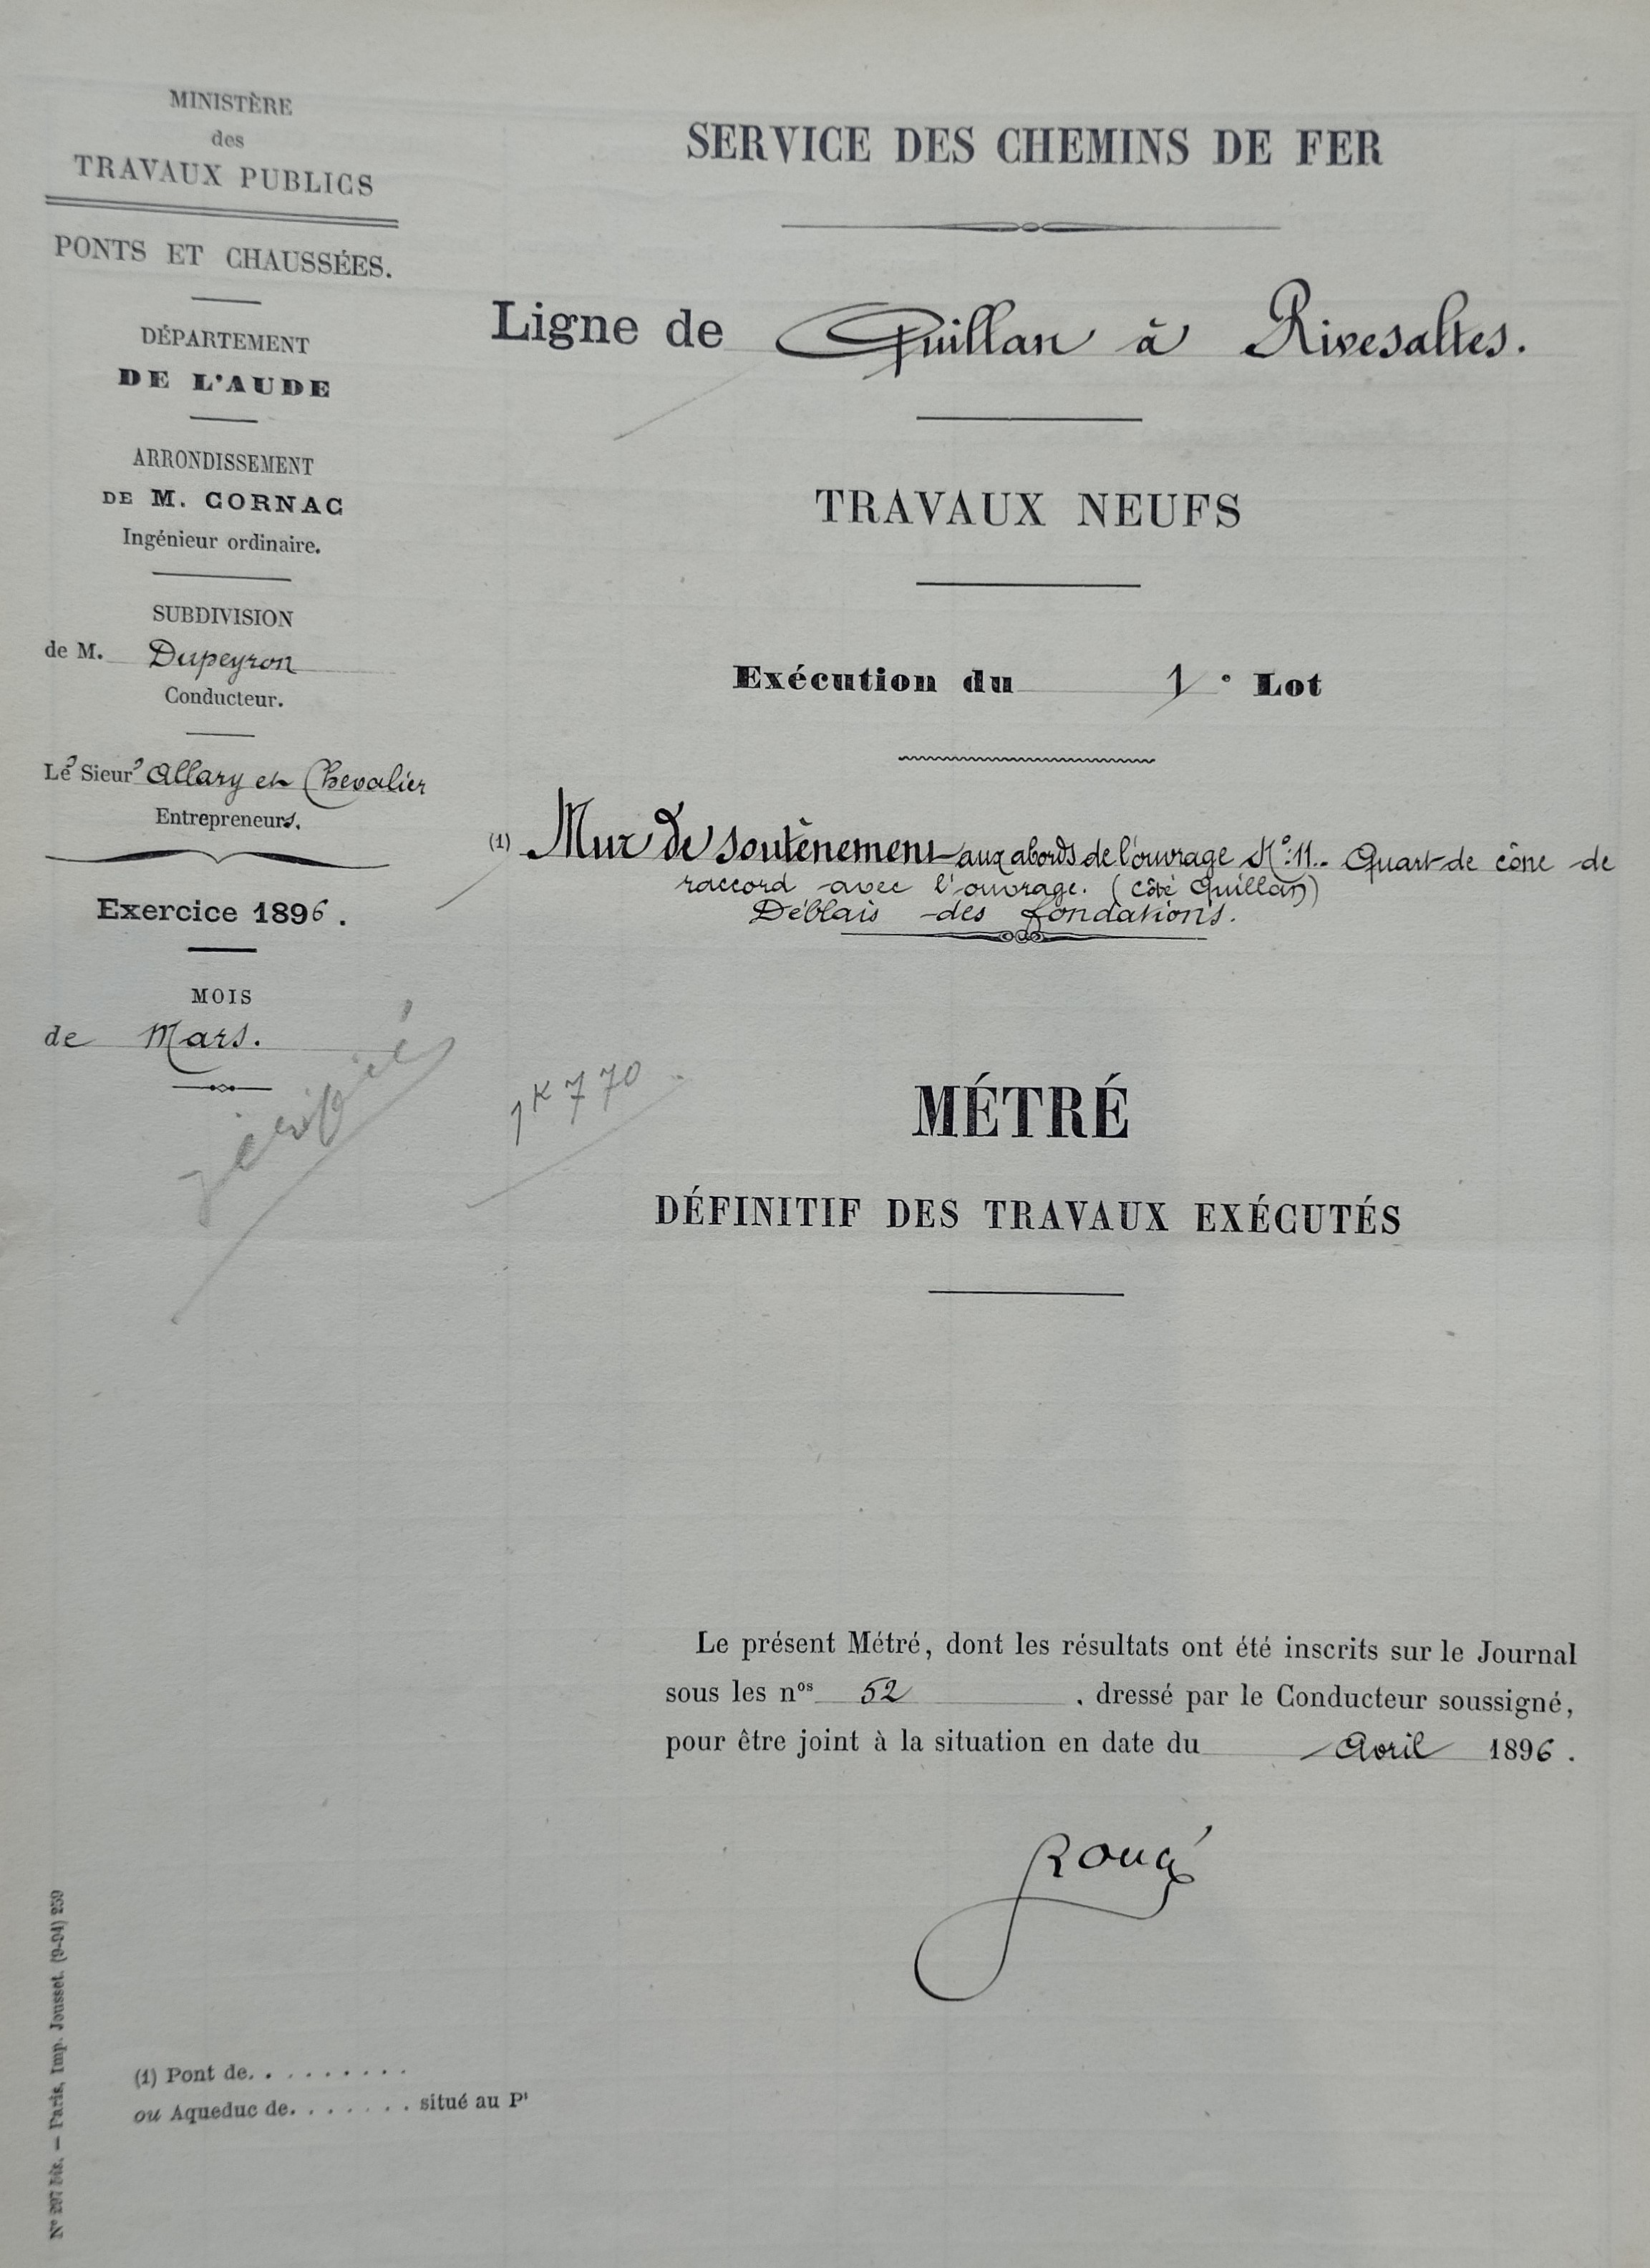 MINISTÈRE
des
TRAVAUX PUBLICS
PONTS ET CHAUSSÉES.
DÉPARTEMENT
DE L'AUDE
ARRONDISSEMENT
DE M. CORNAC
Ingénieur ordinaire.
SUBDIVISION
de M. Dupeyron
Conducteur.
Les Sieurs Allary et Chevalier
Entrepreneurs.
Exercice 1896.
MOIS
de Mars.
vérifié
SERVICE DES CHEMINS DE FER
Ligne de Quillan à Rivesaltes.
TRAVAUX NEUFS
Exécution du 1e Lot
(1) Mur de soutènement aux abords de l'ouvrage N°:11.. Quart de cône de
raccord avec l'ouvrage. (Côté Quillan)
Déblais des fondations.
1K770
MÉTRÉ
DÉFINITIF DES TRAVAUX EXÉCUTÉS
Le présent Métré, dont les résultats ont été inscrits sur le Journal
sous les nos 52 , dressé par le Conducteur soussigné,
pour être joint à la situation en date du Avril 1896.
(1) Pont de. . . . . . . . . .
ou Aqueduc de. . . . . . . . situé au Pt
N° 297 bis. — Paris, Imp. Jousset. (9-94) 259